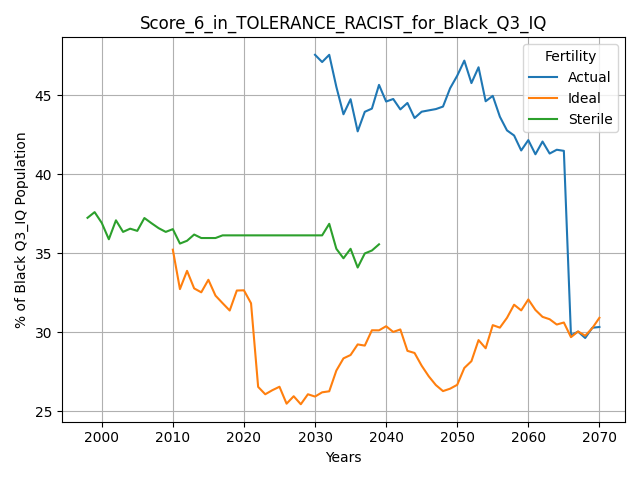 Score_6_in_TOLERANCE_RACIST_for_Black_Q3_IQ
Fertility
Actual
Ideal
Sterile
% of Black Q3_IQ Population
45
40
35
30
25
2000 2010 2020 2030 2040 2050 2060 2070
Years